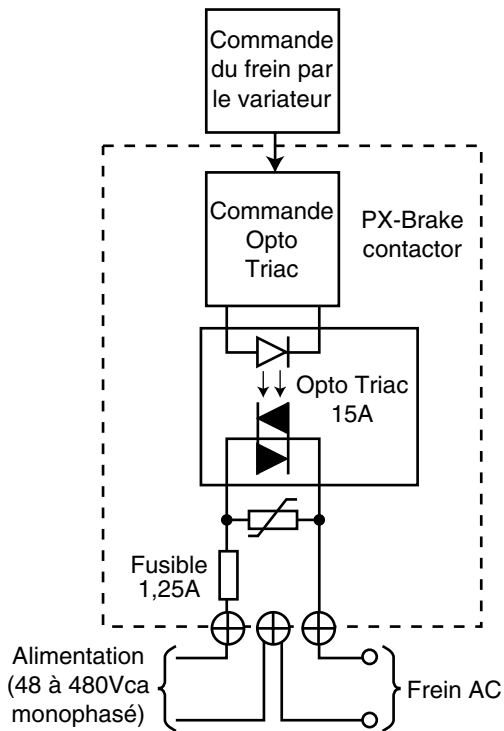 Commande
du frein par
le variateur
Commande
Opto
Triac
PX-Brake
contactor
Opto Triac
15A
Fusible
1,25A
Alimentation
(48 à 480Vca
monophasé)
Frein AC